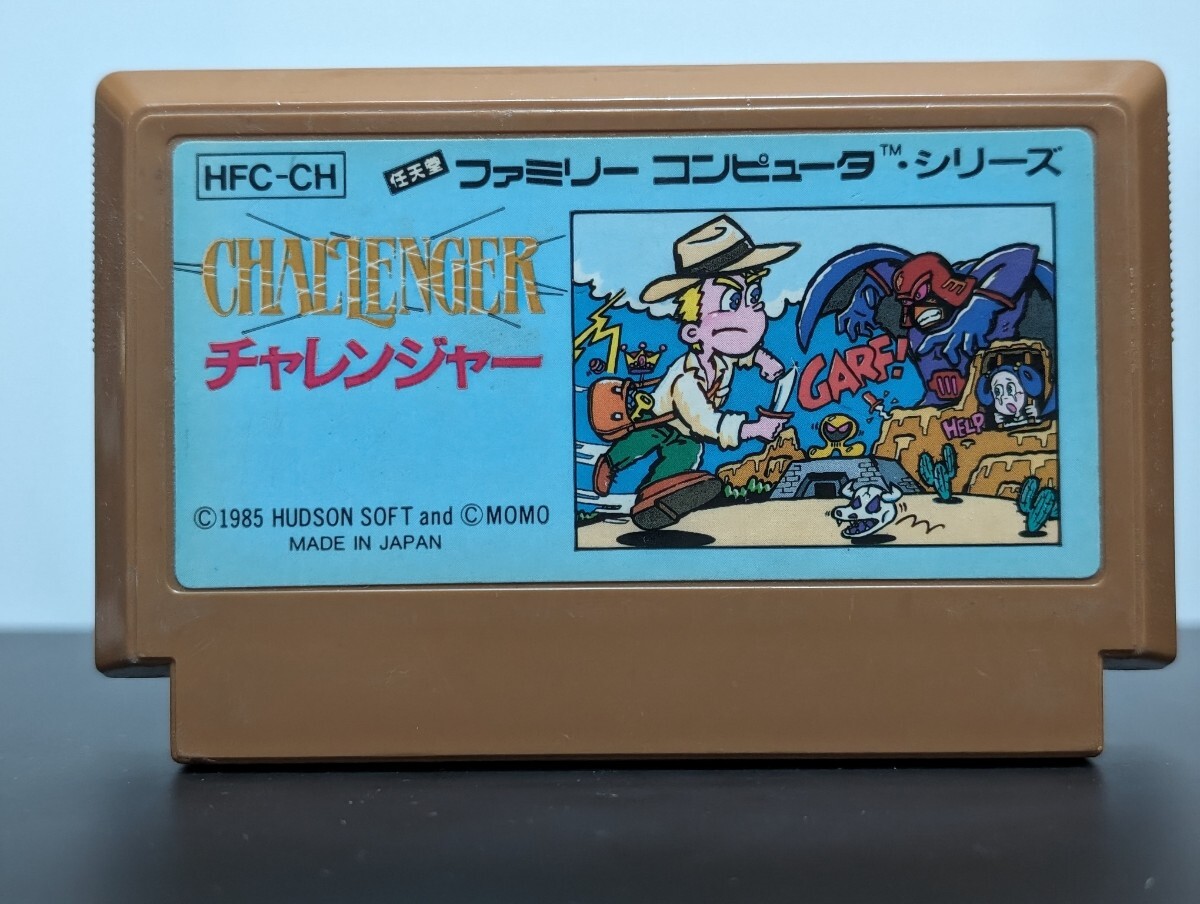 HFC-CH
任天堂 ファミリー コンピュータ™・シリーズ
CHALLENGER
チャレンジャー
GARF!
HELP
©1985 HUDSON SOFT and ©MOMO
MADE IN JAPAN